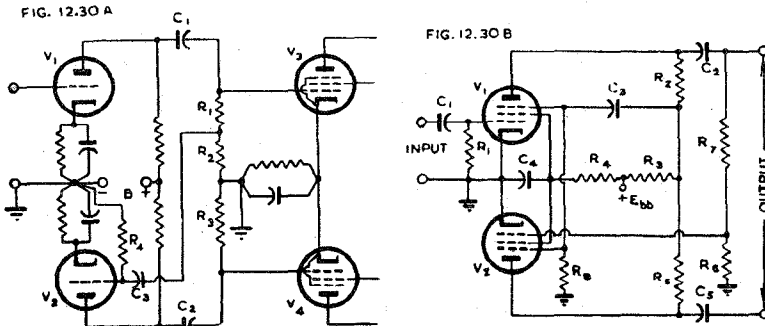 FIG. 12.30 A
C1
V1
V3
R1
R2
B
-
+
R3
R4
C3
V2
C2
V4
FIG. 12.30 B
C2
V1
R2
C3
C1
INPUT
R1
C4
R4
R3
R7
+Ebb
OUTPUT
V2
R8
R5
R6
C5